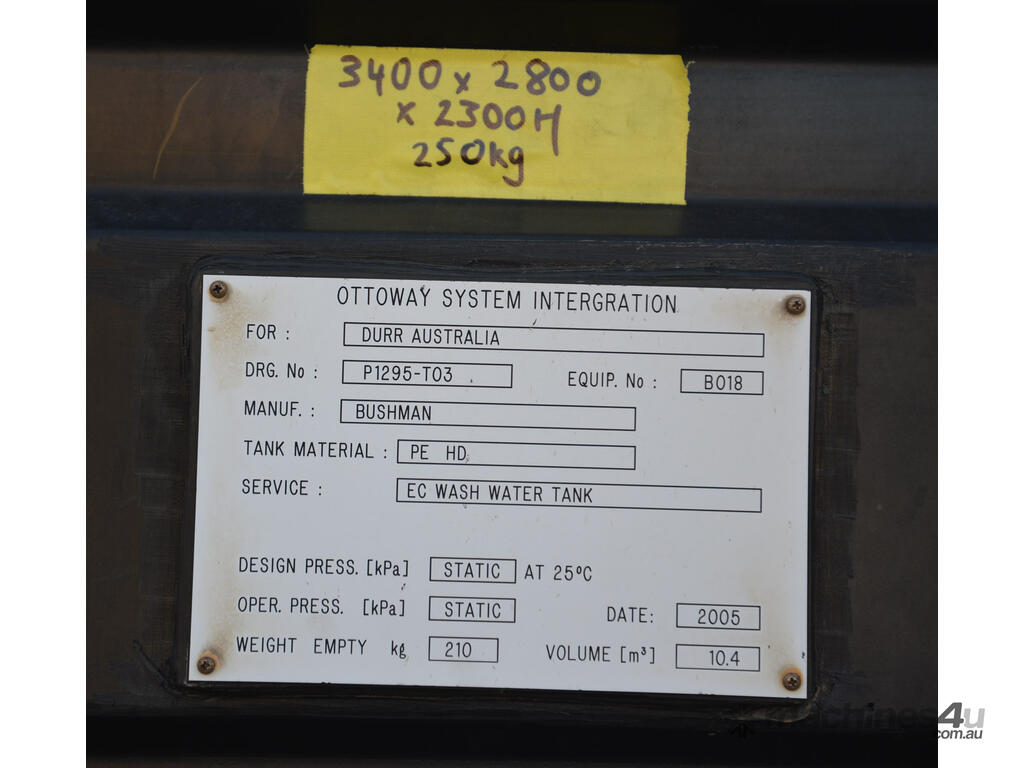 3400 x 2800
x 2300H
250kg
OTTOWAY SYSTEM INTERGRATION
FOR : DURR AUSTRALIA
DRG. No : P1295-T03 EQUIP. No : B018
MANUF. : BUSHMAN
TANK MATERIAL : PE HD
SERVICE : EC WASH WATER TANK
DESIGN PRESS. [kPa] STATIC AT 25ºC
OPER. PRESS. [kPa] STATIC DATE: 2005
WEIGHT EMPTY kg 210 VOLUME [m³] 10.4
machines4u
.com.au